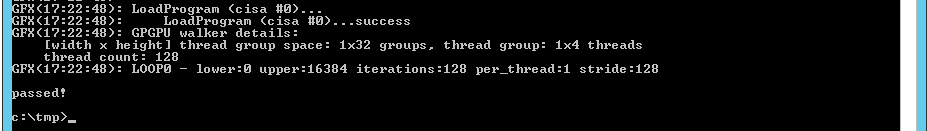 GFX(17:22:48): LoadProgram (cisa #0)...
GFX(17:22:48):     LoadProgram (cisa #0)...success
GFX(17:22:48): GPGPU walker details:
    [width x height] thread group space: 1x32 groups, thread group: 1x4 threads
    thread count: 128
GFX(17:22:48): LOOP0 - lower:0 upper:16384 iterations:128 per_thread:1 stride:128
passed!
c:\tmp>_